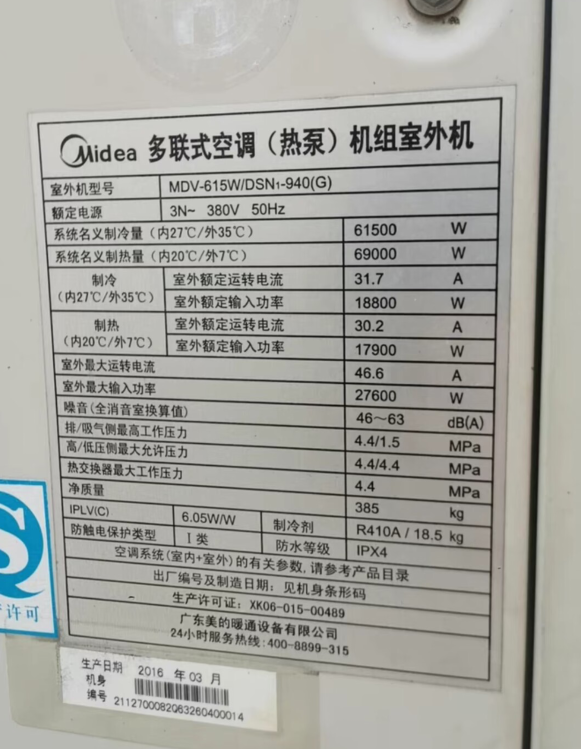 Midea 多联式空调（热泵）机组室外机
室外机型号 MDV-615W/DSN1-940(G)
额定电源 3N~ 380V 50Hz
系统名义制冷量（内27℃/外35℃） 61500 W
系统名义制热量（内20℃/外7℃） 69000 W
制冷（内27℃/外35℃） 室外额定运转电流 31.7 A
室外额定输入功率 18800 W
制热（内20℃/外7℃） 室外额定运转电流 30.2 A
室外额定输入功率 17900 W
室外最大运转电流 46.6 A
室外最大输入功率 27600 W
噪音(全消音室换算值) 46～63 dB(A)
排/吸气侧最高工作压力 4.4/1.5 MPa
高/低压侧最大允许压力 4.4/4.4 MPa
热交换器最大工作压力 4.4 MPa
净质量 385 kg
IPLV(C) 6.05W/W 制冷剂 R410A / 18.5 kg
防触电保护类型 I 类 防水等级 IPX4
空调系统(室内+室外)的有关参数,请参考产品目录
出厂编号及制造日期：见机身条形码
生产许可证：XK06-015-00489
广东美的暖通设备有限公司
24小时服务热线:400-8899-315
许可
生产日期 2016 年 03 月
机身编号 2112700082Q63260400014